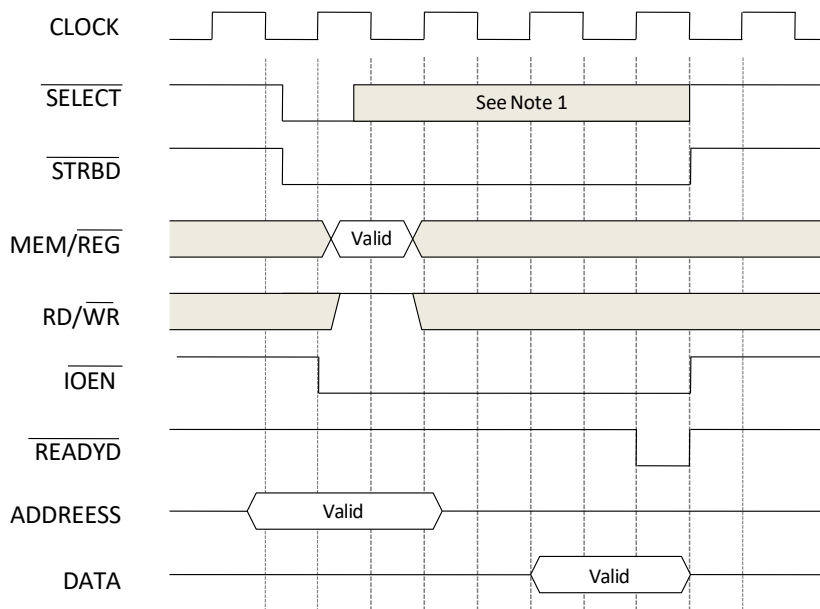 CLOCK
SELECT
See Note 1
STRBD
MEM/REG
Valid
RD/WR
IOEN
READYD
ADDREESS
Valid
DATA
Valid